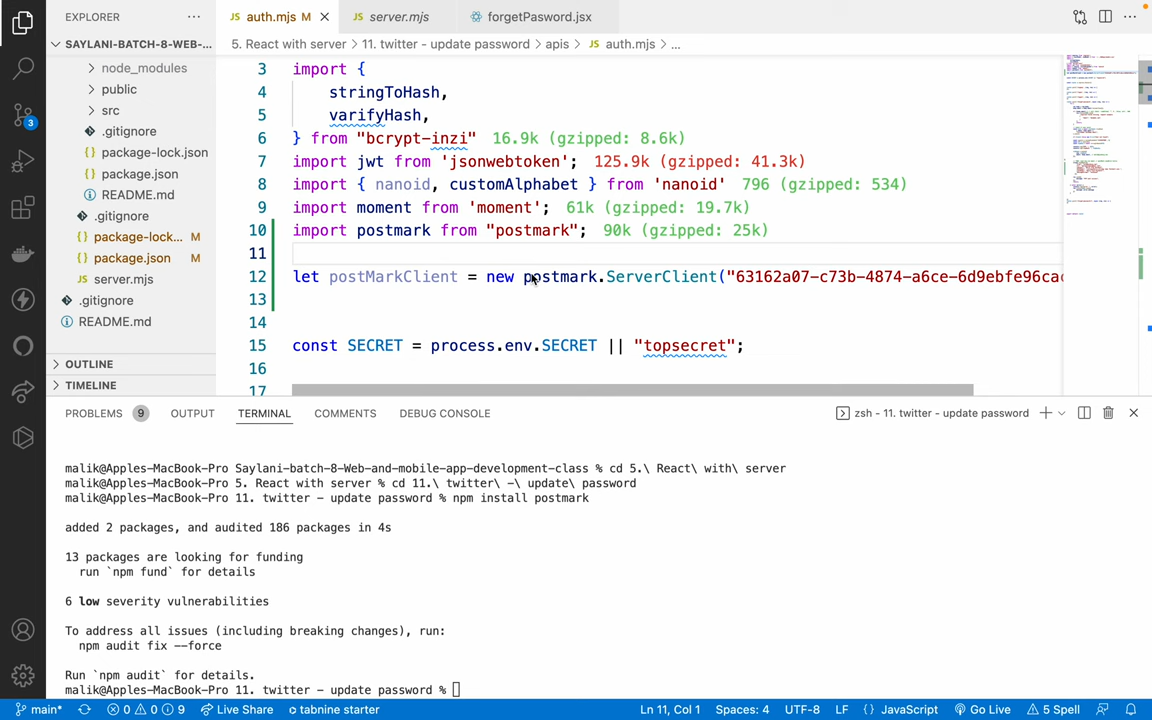 EXPLORER
auth.mjs M
server.mjs
forgetPasword.jsx
SAYLANI-BATCH-8-WEB-...
5. React with server > 11. twitter - update password > apis > auth.mjs > ...
node_modules
public
src
.gitignore
package-lock.json
package.json
README.md
.gitignore
package-lock... M
package.json M
server.mjs
.gitignore
README.md
OUTLINE
TIMELINE
3
3 import {
4 stringToHash,
5 varifyHash,
6 } from "bcrypt-inzi" 16.9k (gzipped: 8.6k)
7 import jwt from 'jsonwebtoken'; 125.9k (gzipped: 41.3k)
8 import { nanoid, customAlphabet } from 'nanoid' 796 (gzipped: 534)
9 import moment from 'moment'; 61k (gzipped: 19.7k)
10 import postmark from "postmark"; 90k (gzipped: 25k)
11
12 let postMarkClient = new postmark.ServerClient("63162a07-c73b-4874-a6ce-6d9ebfe96cac
13
14
15 const SECRET = process.env.SECRET || "topsecret";
16
17
PROBLEMS 9 OUTPUT TERMINAL COMMENTS DEBUG CONSOLE
zsh - 11. twitter - update password
malik@Apples-MacBook-Pro Saylani-batch-8-Web-and-mobile-app-development-class % cd 5.\ React\ with\ server
malik@Apples-MacBook-Pro 5. React with server % cd 11.\ twitter\ -\ update\ password
malik@Apples-MacBook-Pro 11. twitter - update password % npm install postmark
added 2 packages, and audited 186 packages in 4s
13 packages are looking for funding
run `npm fund` for details
6 low severity vulnerabilities
To address all issues (including breaking changes), run:
npm audit fix --force
Run `npm audit` for details.
malik@Apples-MacBook-Pro 11. twitter - update password %
main* 0 0 9 Live Share tabnine starter Ln 11, Col 1 Spaces: 4 UTF-8 LF {} JavaScript Go Live 5 Spell